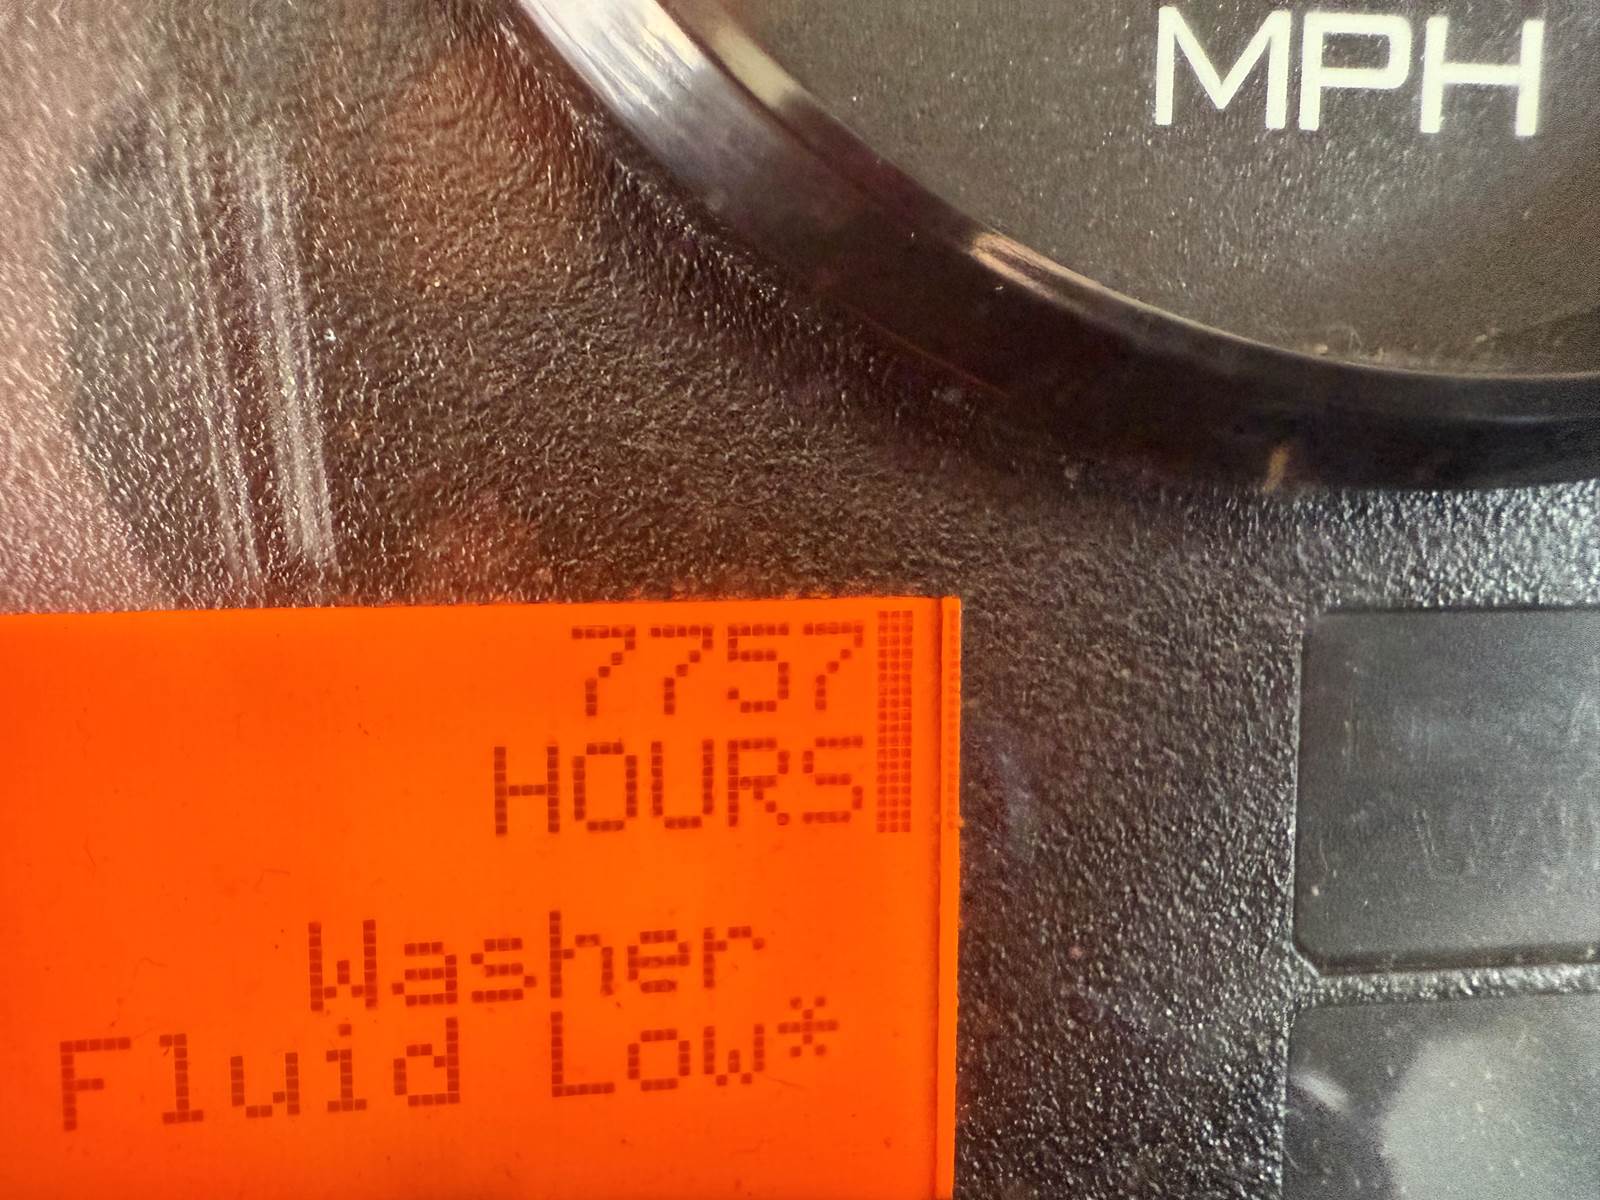 MPH
7757
HOURS
Washer
Fluid Low*